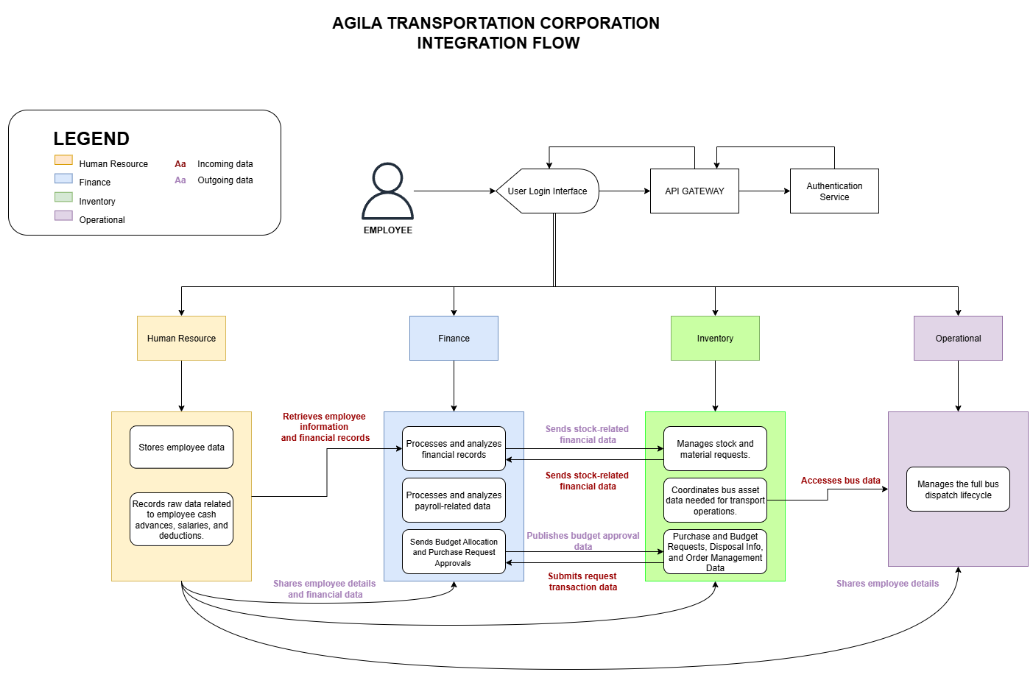 AGILA TRANSPORTATION CORPORATION
INTEGRATION FLOW
LEGEND
Human Resource
Finance
Inventory
Operational
Aa Incoming data
Aa Outgoing data
EMPLOYEE
User Login Interface
API GATEWAY
Authentication
Service
Human Resource
Finance
Inventory
Operational
Stores employee data
Records raw data related
to employee cash
advances, salaries, and
deductions.
Retrieves employee
information
and financial records
Processes and analyzes
financial records
Processes and analyzes
payroll-related data
Sends Budget Allocation
and Purchase Request
Approvals
Sends stock-related
financial data
Sends stock-related
financial data
Publishes budget approval
data
Submits request
transaction data
Manages stock and
material requests.
Coordinates bus asset
data needed for transport
operations.
Purchase and Budget
Requests, Disposal Info,
and Order Management
Data
Accesses bus data
Manages the full bus
dispatch lifecycle
Shares employee details
and financial data
Shares employee details